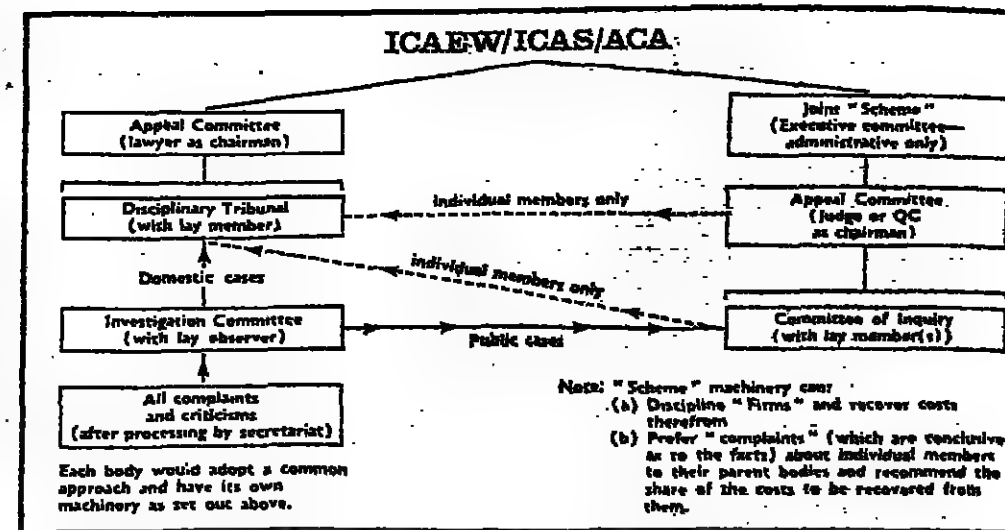 ICAEW/ICAS/ACA
Appeal Committee
(lawyer as chairman)
Joint "Scheme"
(Executive committee—
administrative only)
Disciplinary Tribunal
(with lay member)
individual members only
Appeal Committee
(Judge or QC
as chairman)
Domestic cases
individual members only
Investigation Committee
(with lay observer)
Public cases
Committee of Inquiry
(with lay member(s))
All complaints
and criticisms
(after processing by secretariat)
Each body would adopt a common
approach and have its own
machinery as set out above.
Note: "Scheme" machinery can:
(a) Discipline "Firms" and recover costs
therefrom
(b) Prefer "complaints" (which are conclusive
as to the facts) about individual members
to their parent bodies and recommend the
share of the costs to be recovered from
them.